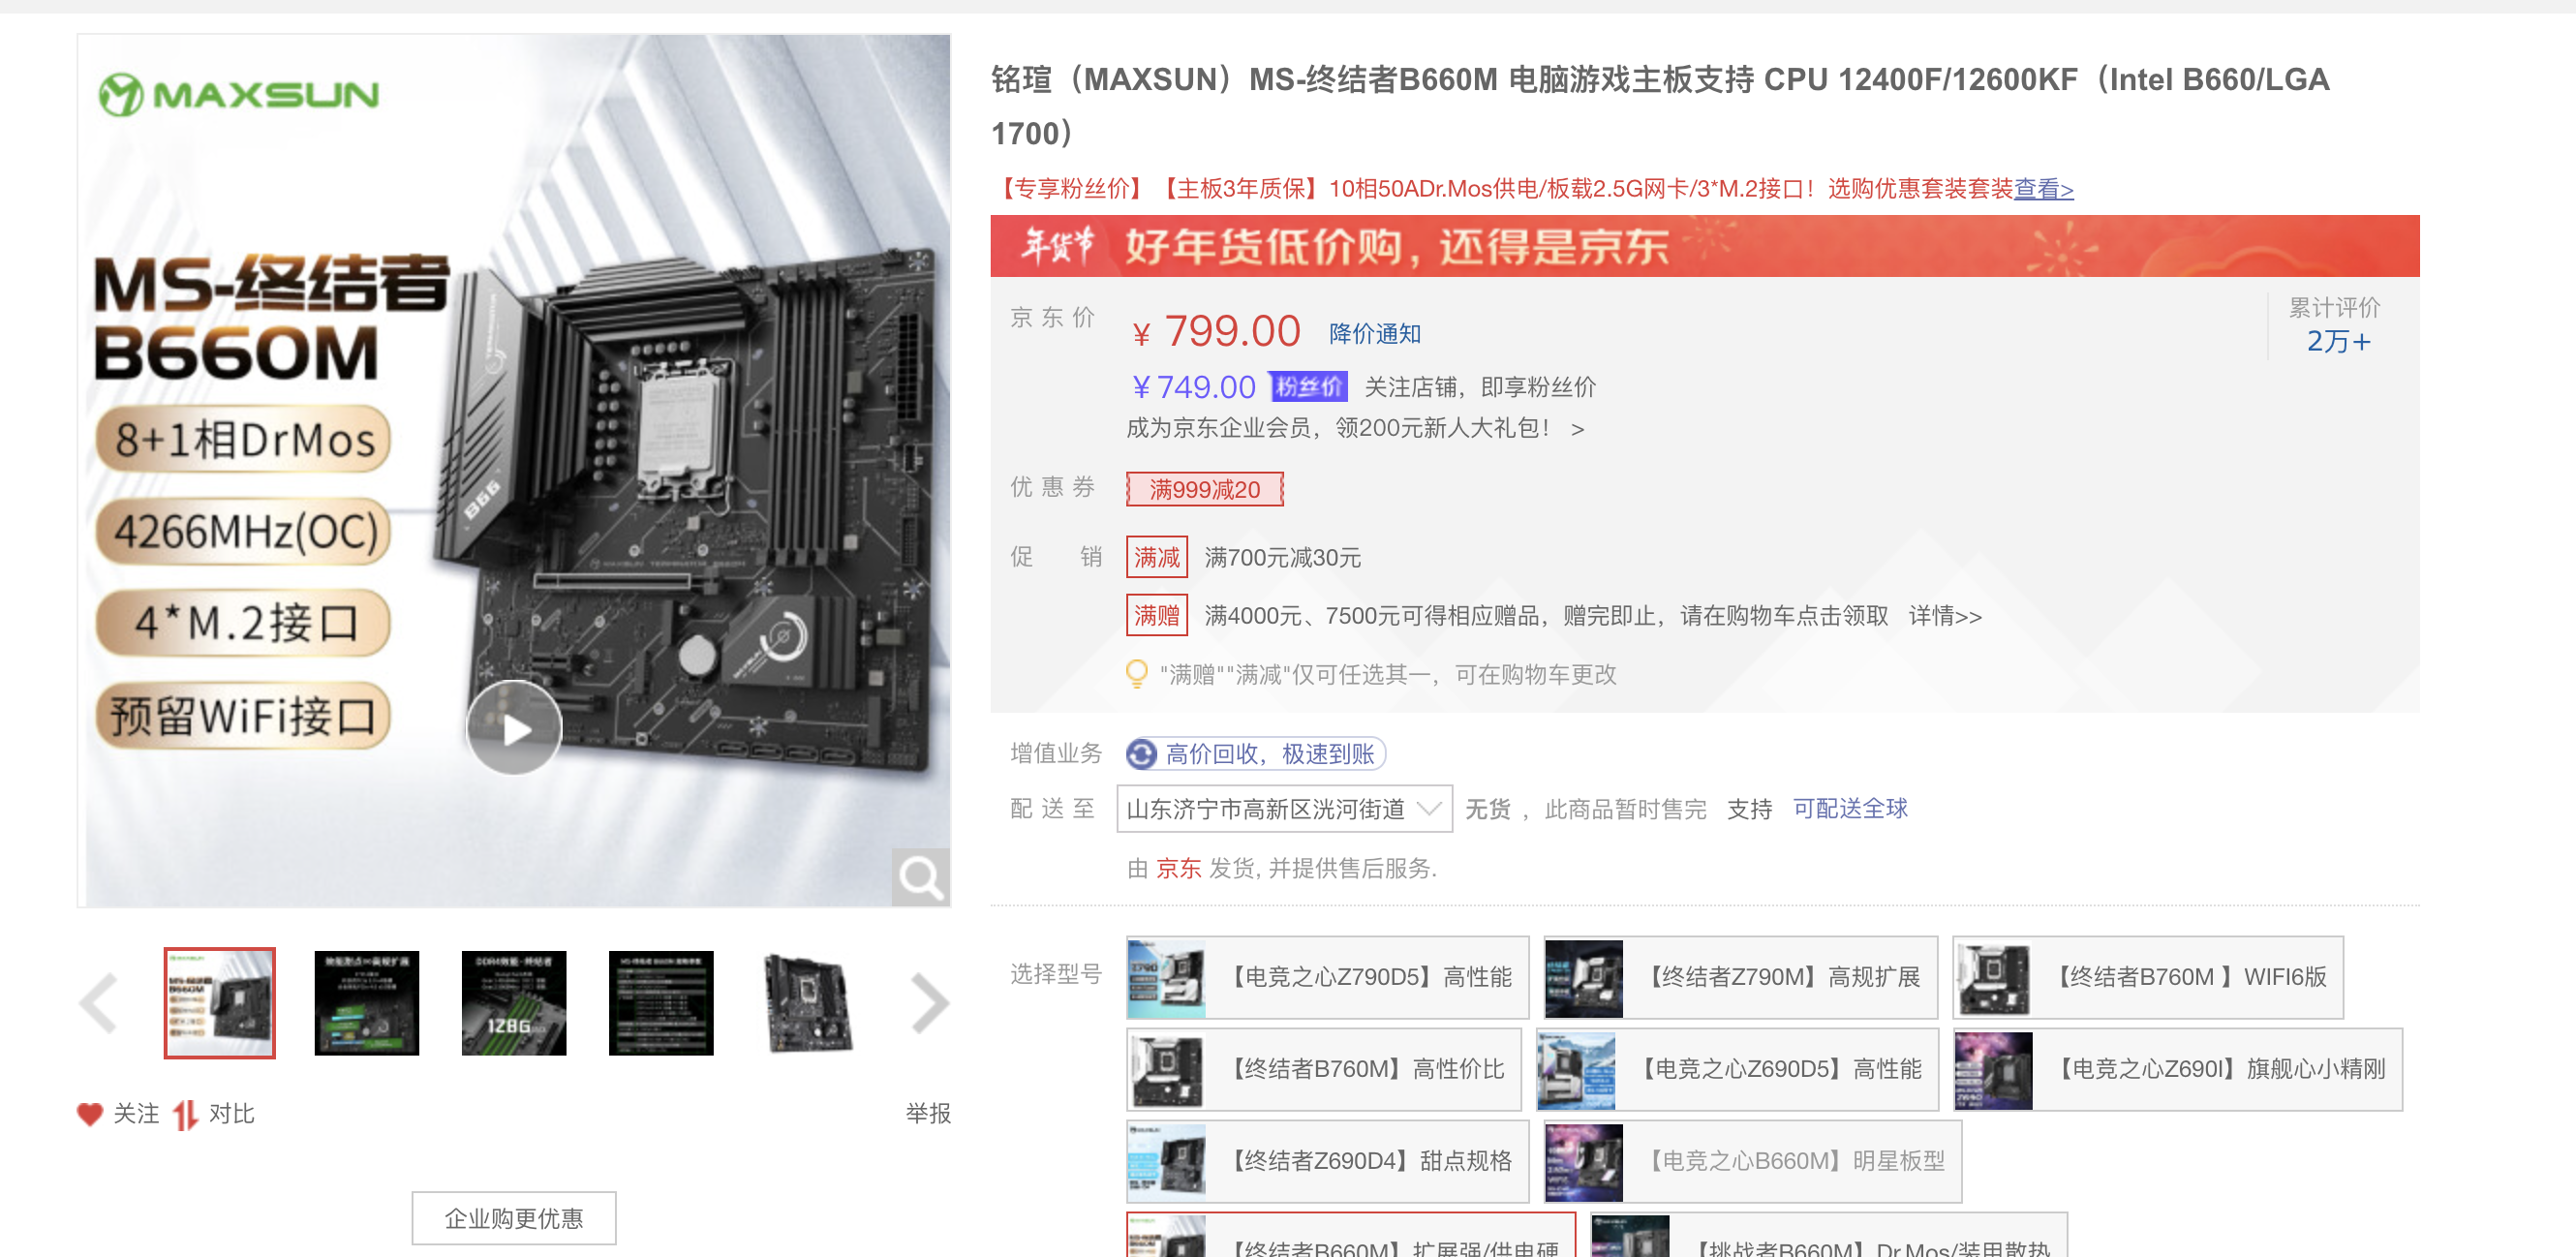 MAXSUN
MS-终结者
B660M
8+1相DrMos
4266MHz(OC)
4*M.2接口
预留WiFi接口
B66
128G
关注 对比 举报
企业购更优惠
铭瑄（MAXSUN）MS-终结者B660M 电脑游戏主板支持 CPU 12400F/12600KF（Intel B660/LGA
1700）
【专享粉丝价】【主板3年质保】10相50ADr.Mos供电/板载2.5G网卡/3*M.2接口！选购优惠套装套装查看>
年货节 好年货低价购，还得是京东
京东价 ¥ 799.00 降价通知
累计评价
2万+
¥ 749.00 粉丝价 关注店铺，即享粉丝价
成为京东企业会员，领200元新人大礼包！ >
优惠券 满999减20
促销 满减 满700元减30元
满赠 满4000元、7500元可得相应赠品，赠完即止，请在购物车点击领取 详情>>
"满赠""满减"仅可任选其一，可在购物车更改
增值业务 高价回收，极速到账
配送至 山东济宁市高新区洸河街道 无货 ，此商品暂时售完 支持 可配送全球
由 京东 发货, 并提供售后服务.
选择型号 【电竞之心Z790D5】高性能 【终结者Z790M】高规扩展 【终结者B760M 】WIFI6版
【终结者B760M】高性价比 【电竞之心Z690D5】高性能 【电竞之心Z690I】旗舰心小精刚
【终结者Z690D4】甜点规格 【电竞之心B660M】明星板型
【终结者B660M】扩展强/供电硬 【挑战者B660M】Dr.Mos/装甲散热